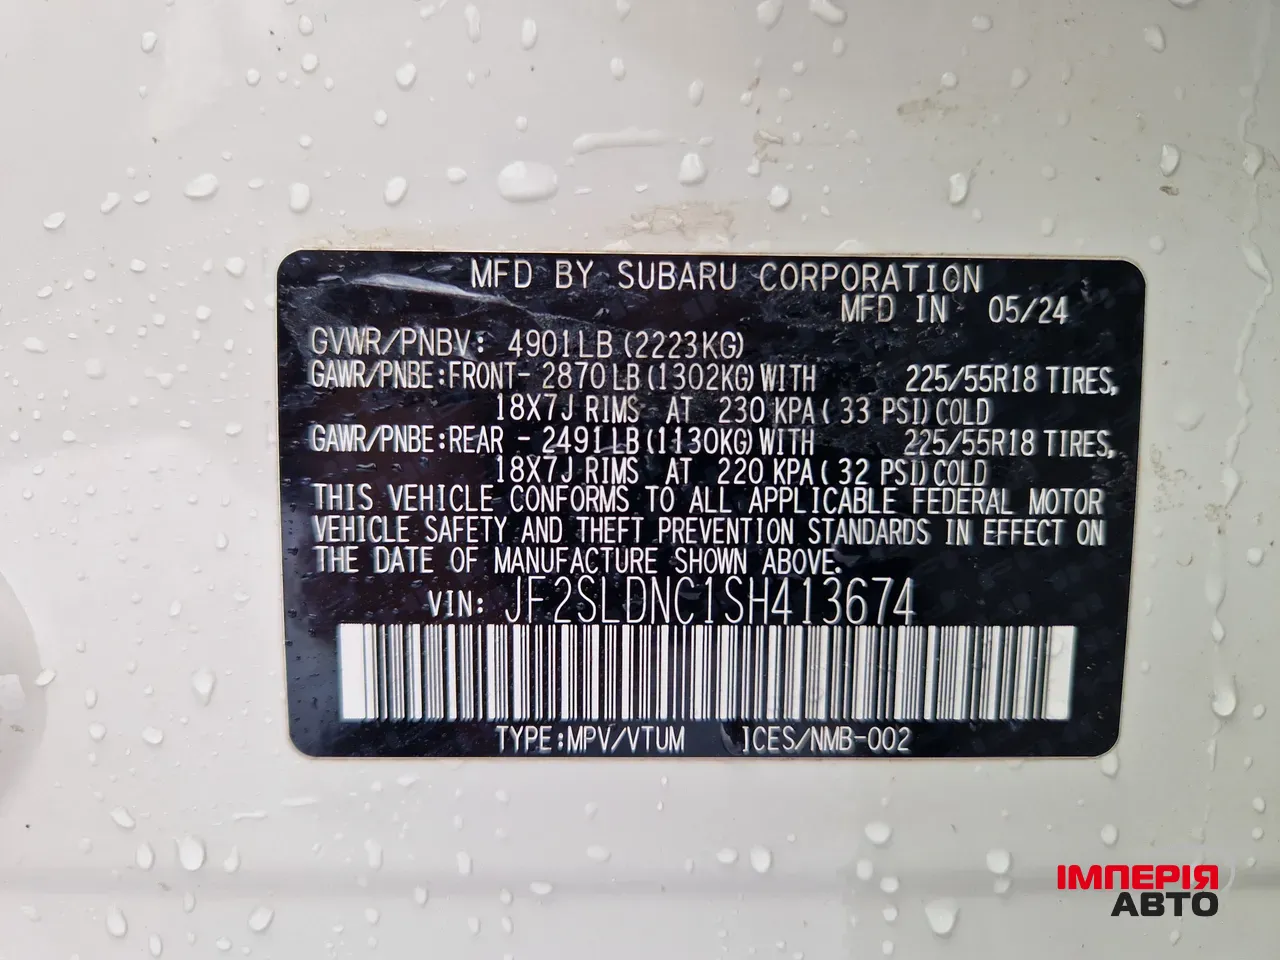 MFD BY SUBARU CORPORATION
MFD IN 05/24
GVWR/PNBV: 4901LB (2223KG)
GAWR/PNBE:FRONT- 2870LB(1302KG)WITH 225/55R18 TIRES,
18X7J RIMS AT 230 KPA( 33 PSI)COLD
GAWR/PNBE:REAR - 2491LB(1130KG)WITH 225/55R18 TIRES,
18X7J RIMS AT 220 KPA( 32 PSI)COLD
THIS VEHICLE CONFORMS TO ALL APPLICABLE FEDERAL MOTOR
VEHICLE SAFETY AND THEFT PREVENTION STANDARDS IN EFFECT ON
THE DATE OF MANUFACTURE SHOWN ABOVE.
VIN: JF2SLDNC1SH413674
TYPE:MPV/VTUM ICES/NMB-002
ІМПЕРІЯ
АВТО